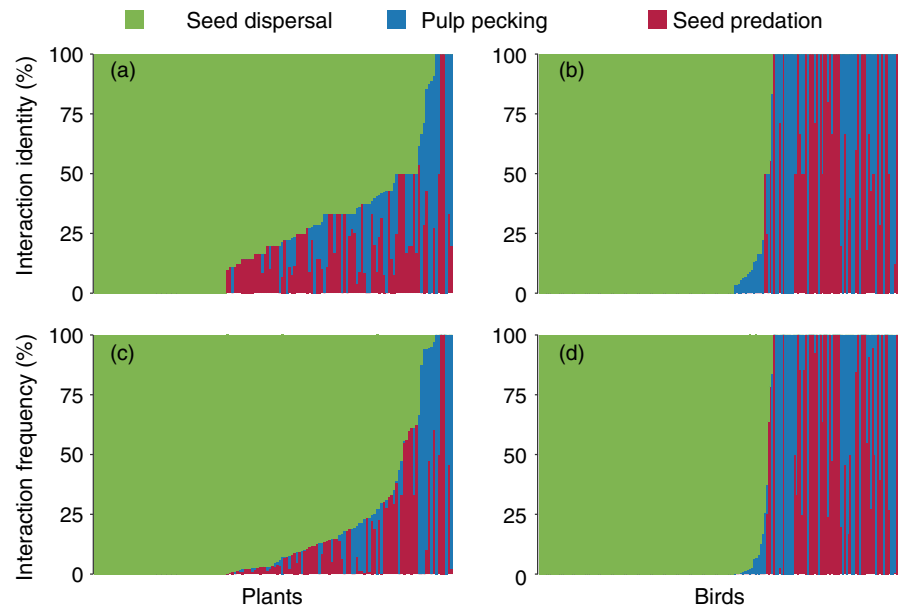 Seed dispersal Pulp pecking Seed predation
Interaction identity (%)
100
75
50
25
0
(a)
100
75
50
25
0
(b)
Interaction frequency (%)
100
75
50
25
0
(c)
Plants
100
75
50
25
0
(d)
Birds